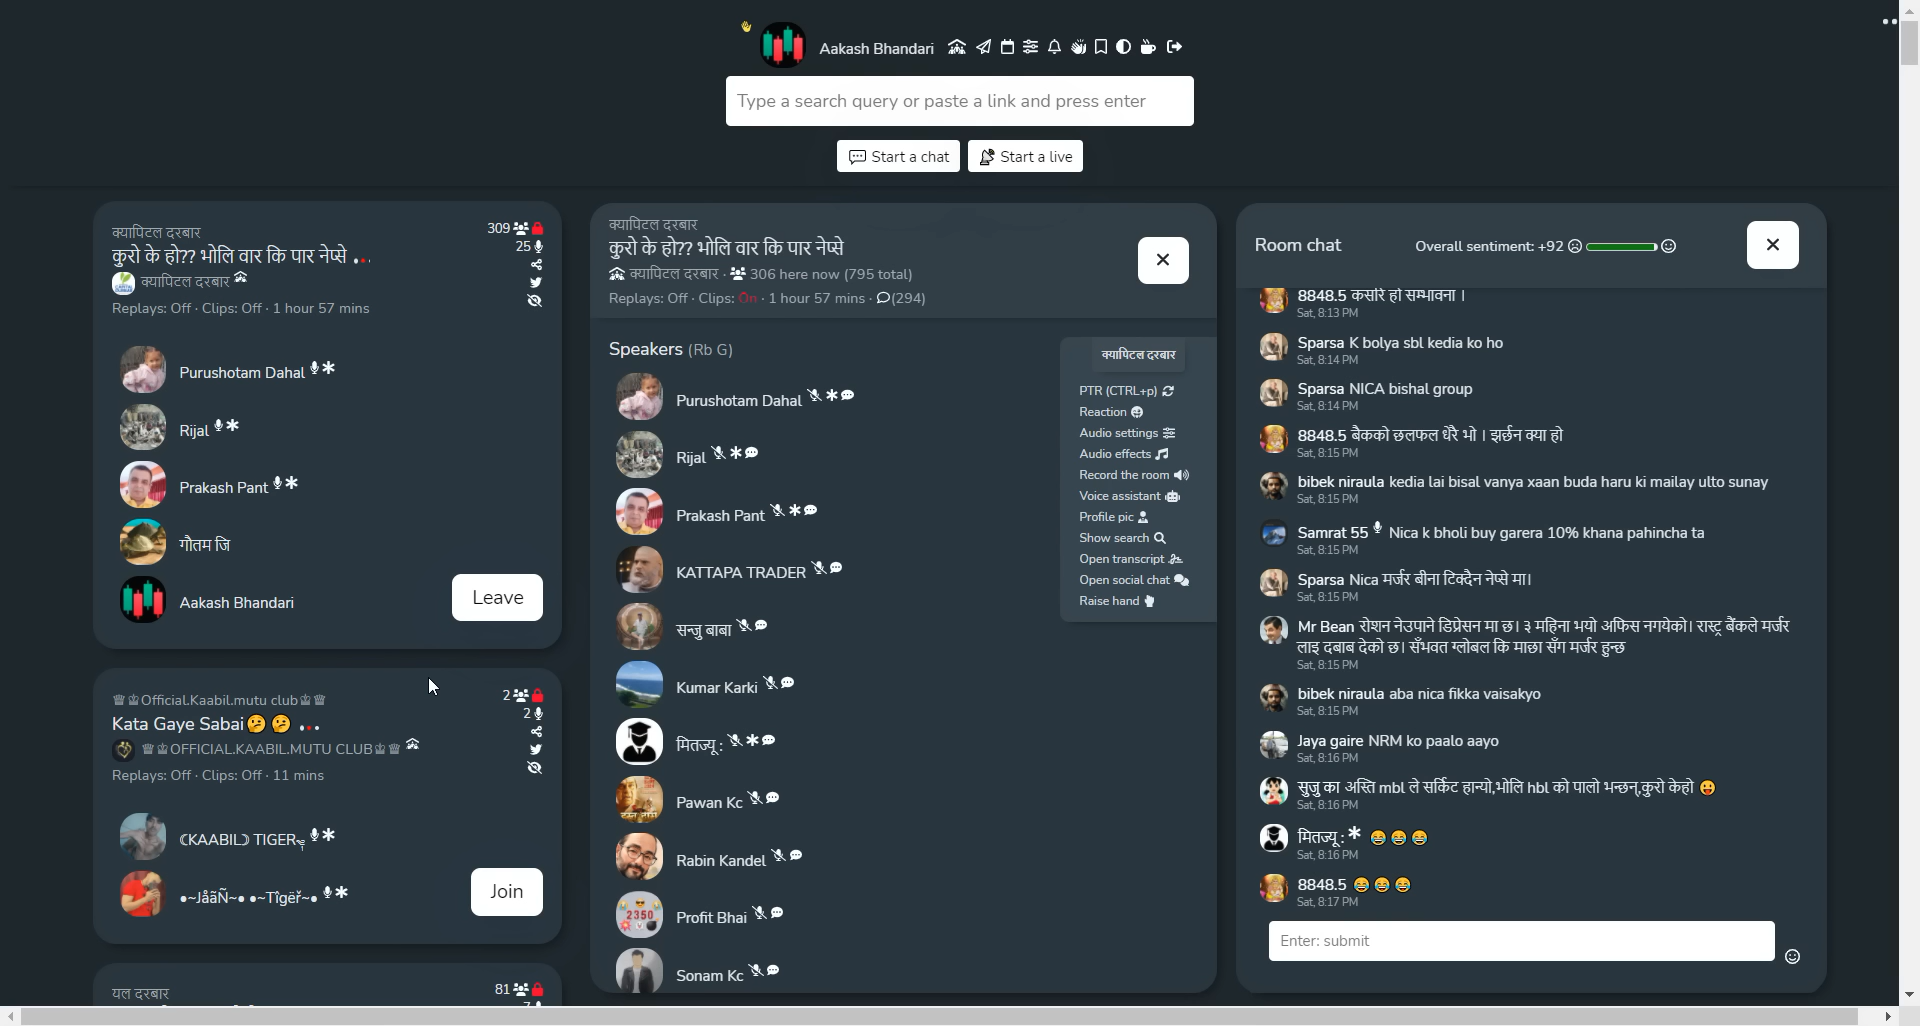 Aakash Bhandari
Type a search query or paste a link and press enter
Start a chat
Start a live
क्यापिटल दरबार
309
कुरो के हो?? भोलि वार कि पार नेप्से
25
क्यापिटल दरबार
Replays: Off · Clips: Off · 1 hour 57 mins
Purushotam Dahal
Rijal
Prakash Pant
गौतम जि
Aakash Bhandari
Leave
♕♔Official.Kaabil.mutu club♔♕
2
Kata Gaye Sabai🤔 🤔
2
♕♔OFFICIAL.KAABIL.MUTU CLUB♔♕
Replays: Off · Clips: Off · 11 mins
☾KAABIL☽ TIGER
●~JåãÑ~● ●~Tîgëř~●
Join
यल दरबार
81
7
क्यापिटल दरबार
कुरो के हो?? भोलि वार कि पार नेप्से
क्यापिटल दरबार · 306 here now (795 total)
Replays: Off · Clips: On · 1 hour 57 mins · (294)
Speakers (Rb G)
Purushotam Dahal
Rijal
Prakash Pant
KATTAPA TRADER
सन्जु बाबा
Kumar Karki
मितज्यू :
Pawan Kc
Rabin Kandel
Profit Bhai
2350
Sonam Kc
क्यापिटल दरबार
PTR (CTRL+p)
Reaction
Audio settings
Audio effects
Record the room
Voice assistant
Profile pic
Show search
Open transcript
Open social chat
Raise hand
Room chat
Overall sentiment: +92
8848.5 कसरि हो सम्भावना ।
Sat, 8:13 PM
Sparsa K bolya sbl kedia ko ho
Sat, 8:14 PM
Sparsa NICA bishal group
Sat, 8:14 PM
8848.5 बैकको छलफल धेरै भो । झर्छन क्या हो
Sat, 8:15 PM
bibek niraula kedia lai bisal vanya xaan buda haru ki mailay ulto sunay
Sat, 8:15 PM
Samrat 55 Nica k bholi buy garera 10% khana pahincha ta
Sat, 8:15 PM
Sparsa Nica मर्जर बीना टिक्दैन नेप्से मा।
Sat, 8:15 PM
Mr Bean रोशन नेउपाने डिप्रेसन मा छ। ३ महिना भयो अफिस नगयेको। रास्ट्र बैंकले मर्जर
लाइ दबाब देको छ। सँभवत ग्लोबल कि माछा सँग मर्जर हुन्छ
Sat, 8:15 PM
bibek niraula aba nica fikka vaisakyo
Sat, 8:15 PM
Jaya gaire NRM ko paalo aayo
Sat, 8:16 PM
सुजु का अस्ति mbl ले सर्किट हान्यो,भोलि hbl को पालो भन्छन्,कुरो केहो 😛
Sat, 8:16 PM
मितज्यू : 😂 😂 😂
Sat, 8:16 PM
8848.5 😂 😂 😂
Sat, 8:17 PM
Enter: submit